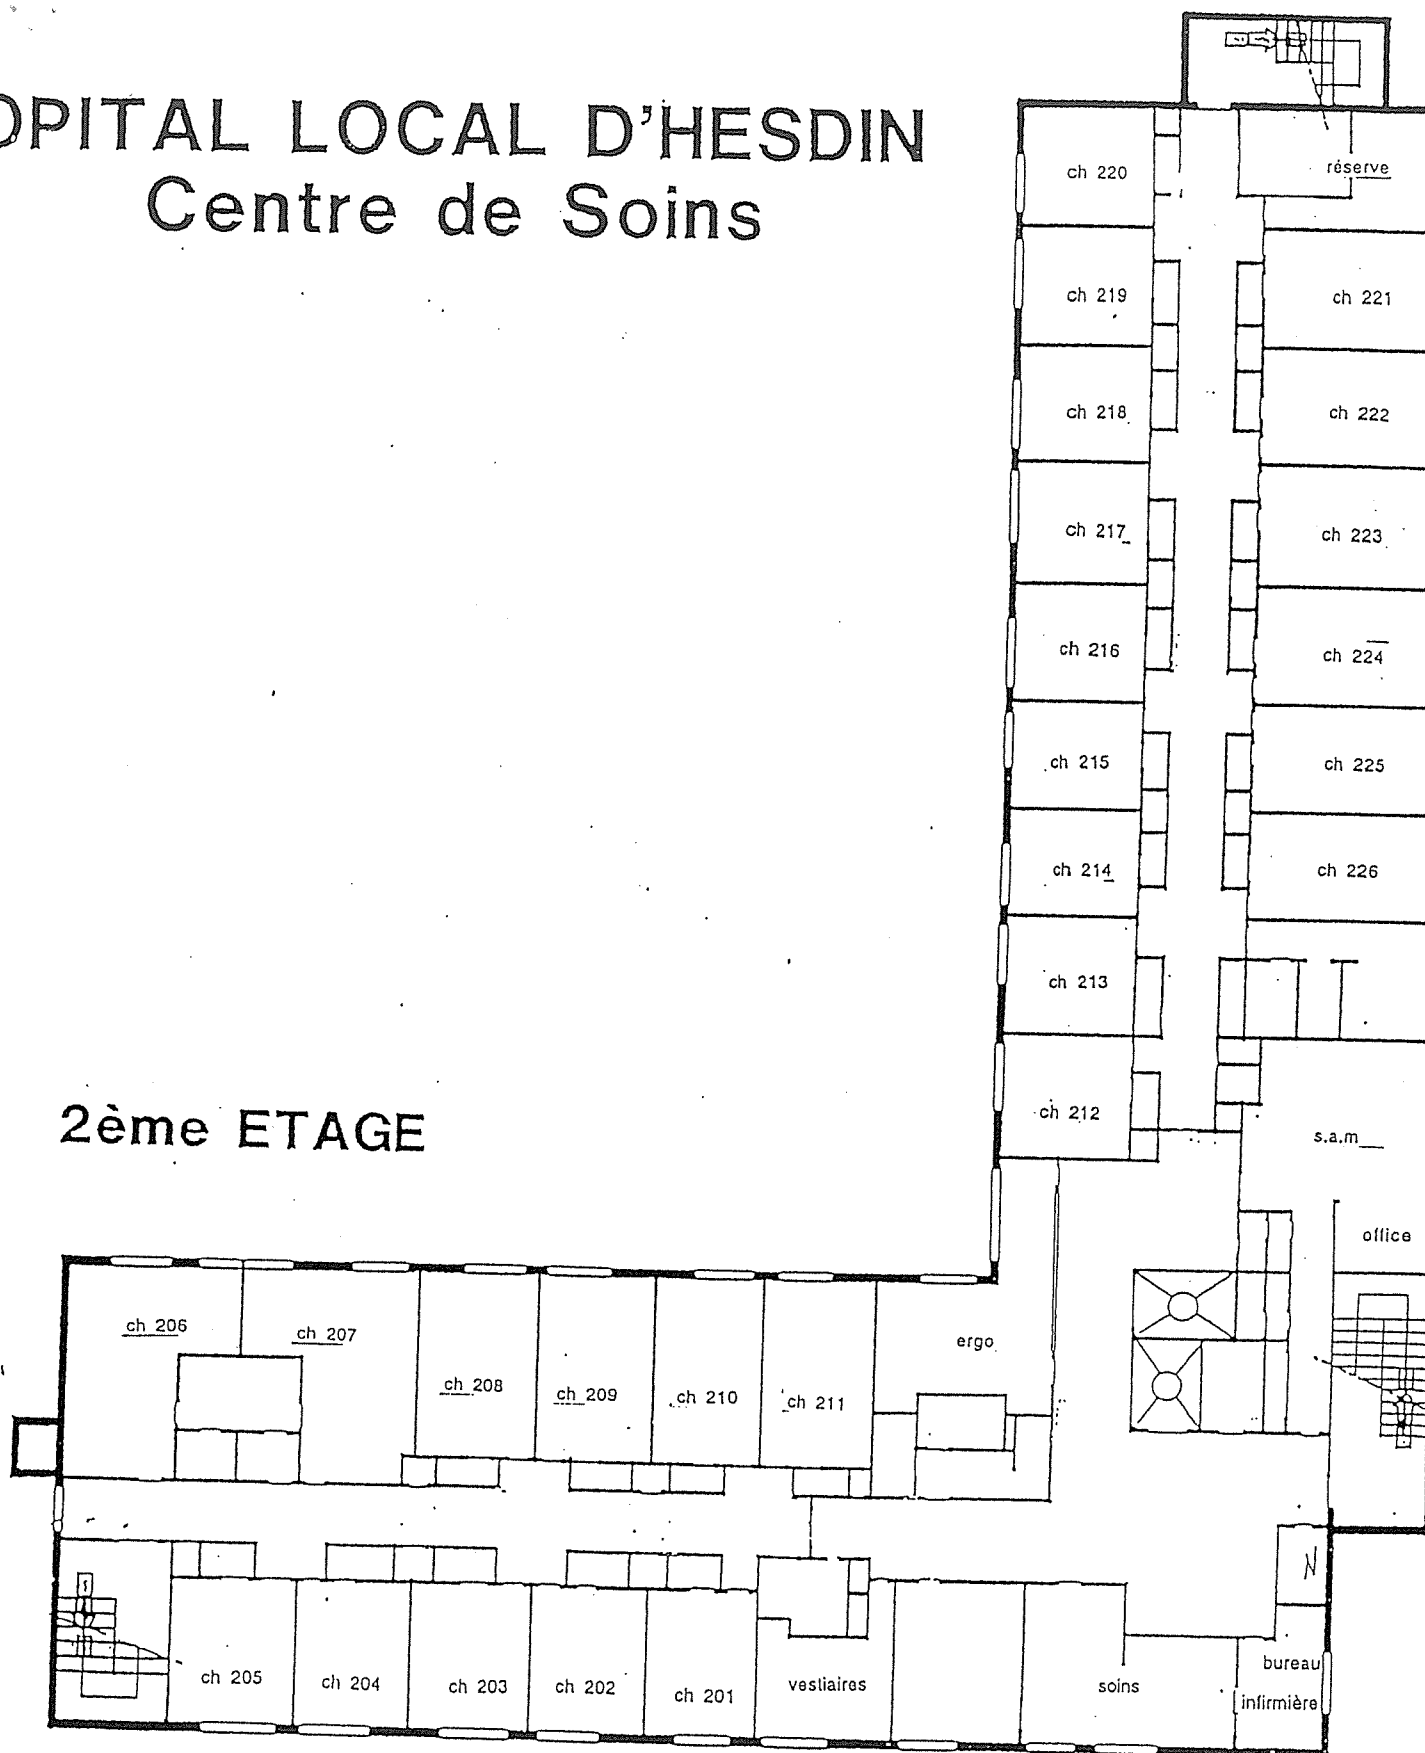 OPITAL LOCAL D'HESDIN
Centre de Soins
2ème ETAGE
réserve
ch 220
ch 219
ch 221
ch 218
ch 222
ch 217
ch 223
ch 216
ch 224
ch 215
ch 225
ch 214
ch 226
ch 213
ch 212
s.a.m
office
ch 206
ch 207
ch 208
ch 209
ch 210
ch 211
ergo
N
ch 205
ch 204
ch 203
ch 202
ch 201
vestiaires
soins
bureau
infirmière